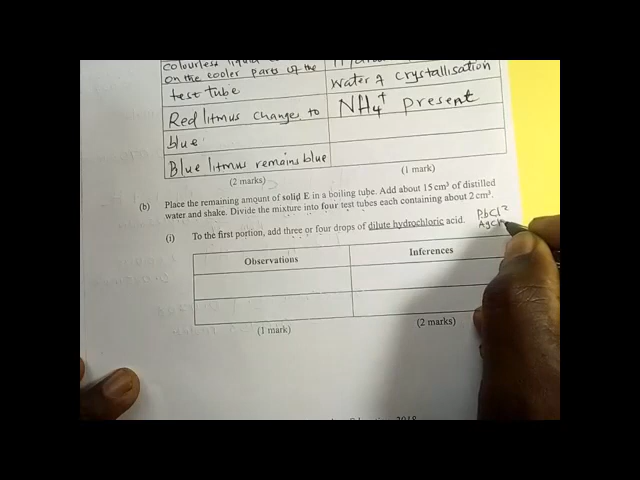 colourless liquid
on the cooler parts of the
test tube
water of crystallisation
Red litmus changes to
blue.
NH4+ present
Blue litmus remains blue
(2 marks)
(1 mark)
(b) Place the remaining amount of solid E in a boiling tube. Add about 15 cm3 of distilled
water and shake. Divide the mixture into four test tubes each containing about 2 cm3.
(i) To the first portion, add three or four drops of dilute hydrochloric acid.
PbCl2
AgCl
Observations
Inferences
(1 mark)
(2 marks)